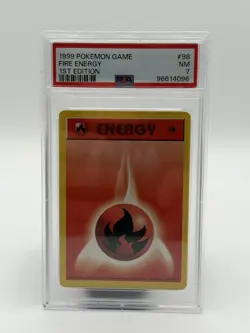 1999 POKEMON GAME #98
FIRE ENERGY NM
1ST EDITION PSA 7
96614096
ENERGY